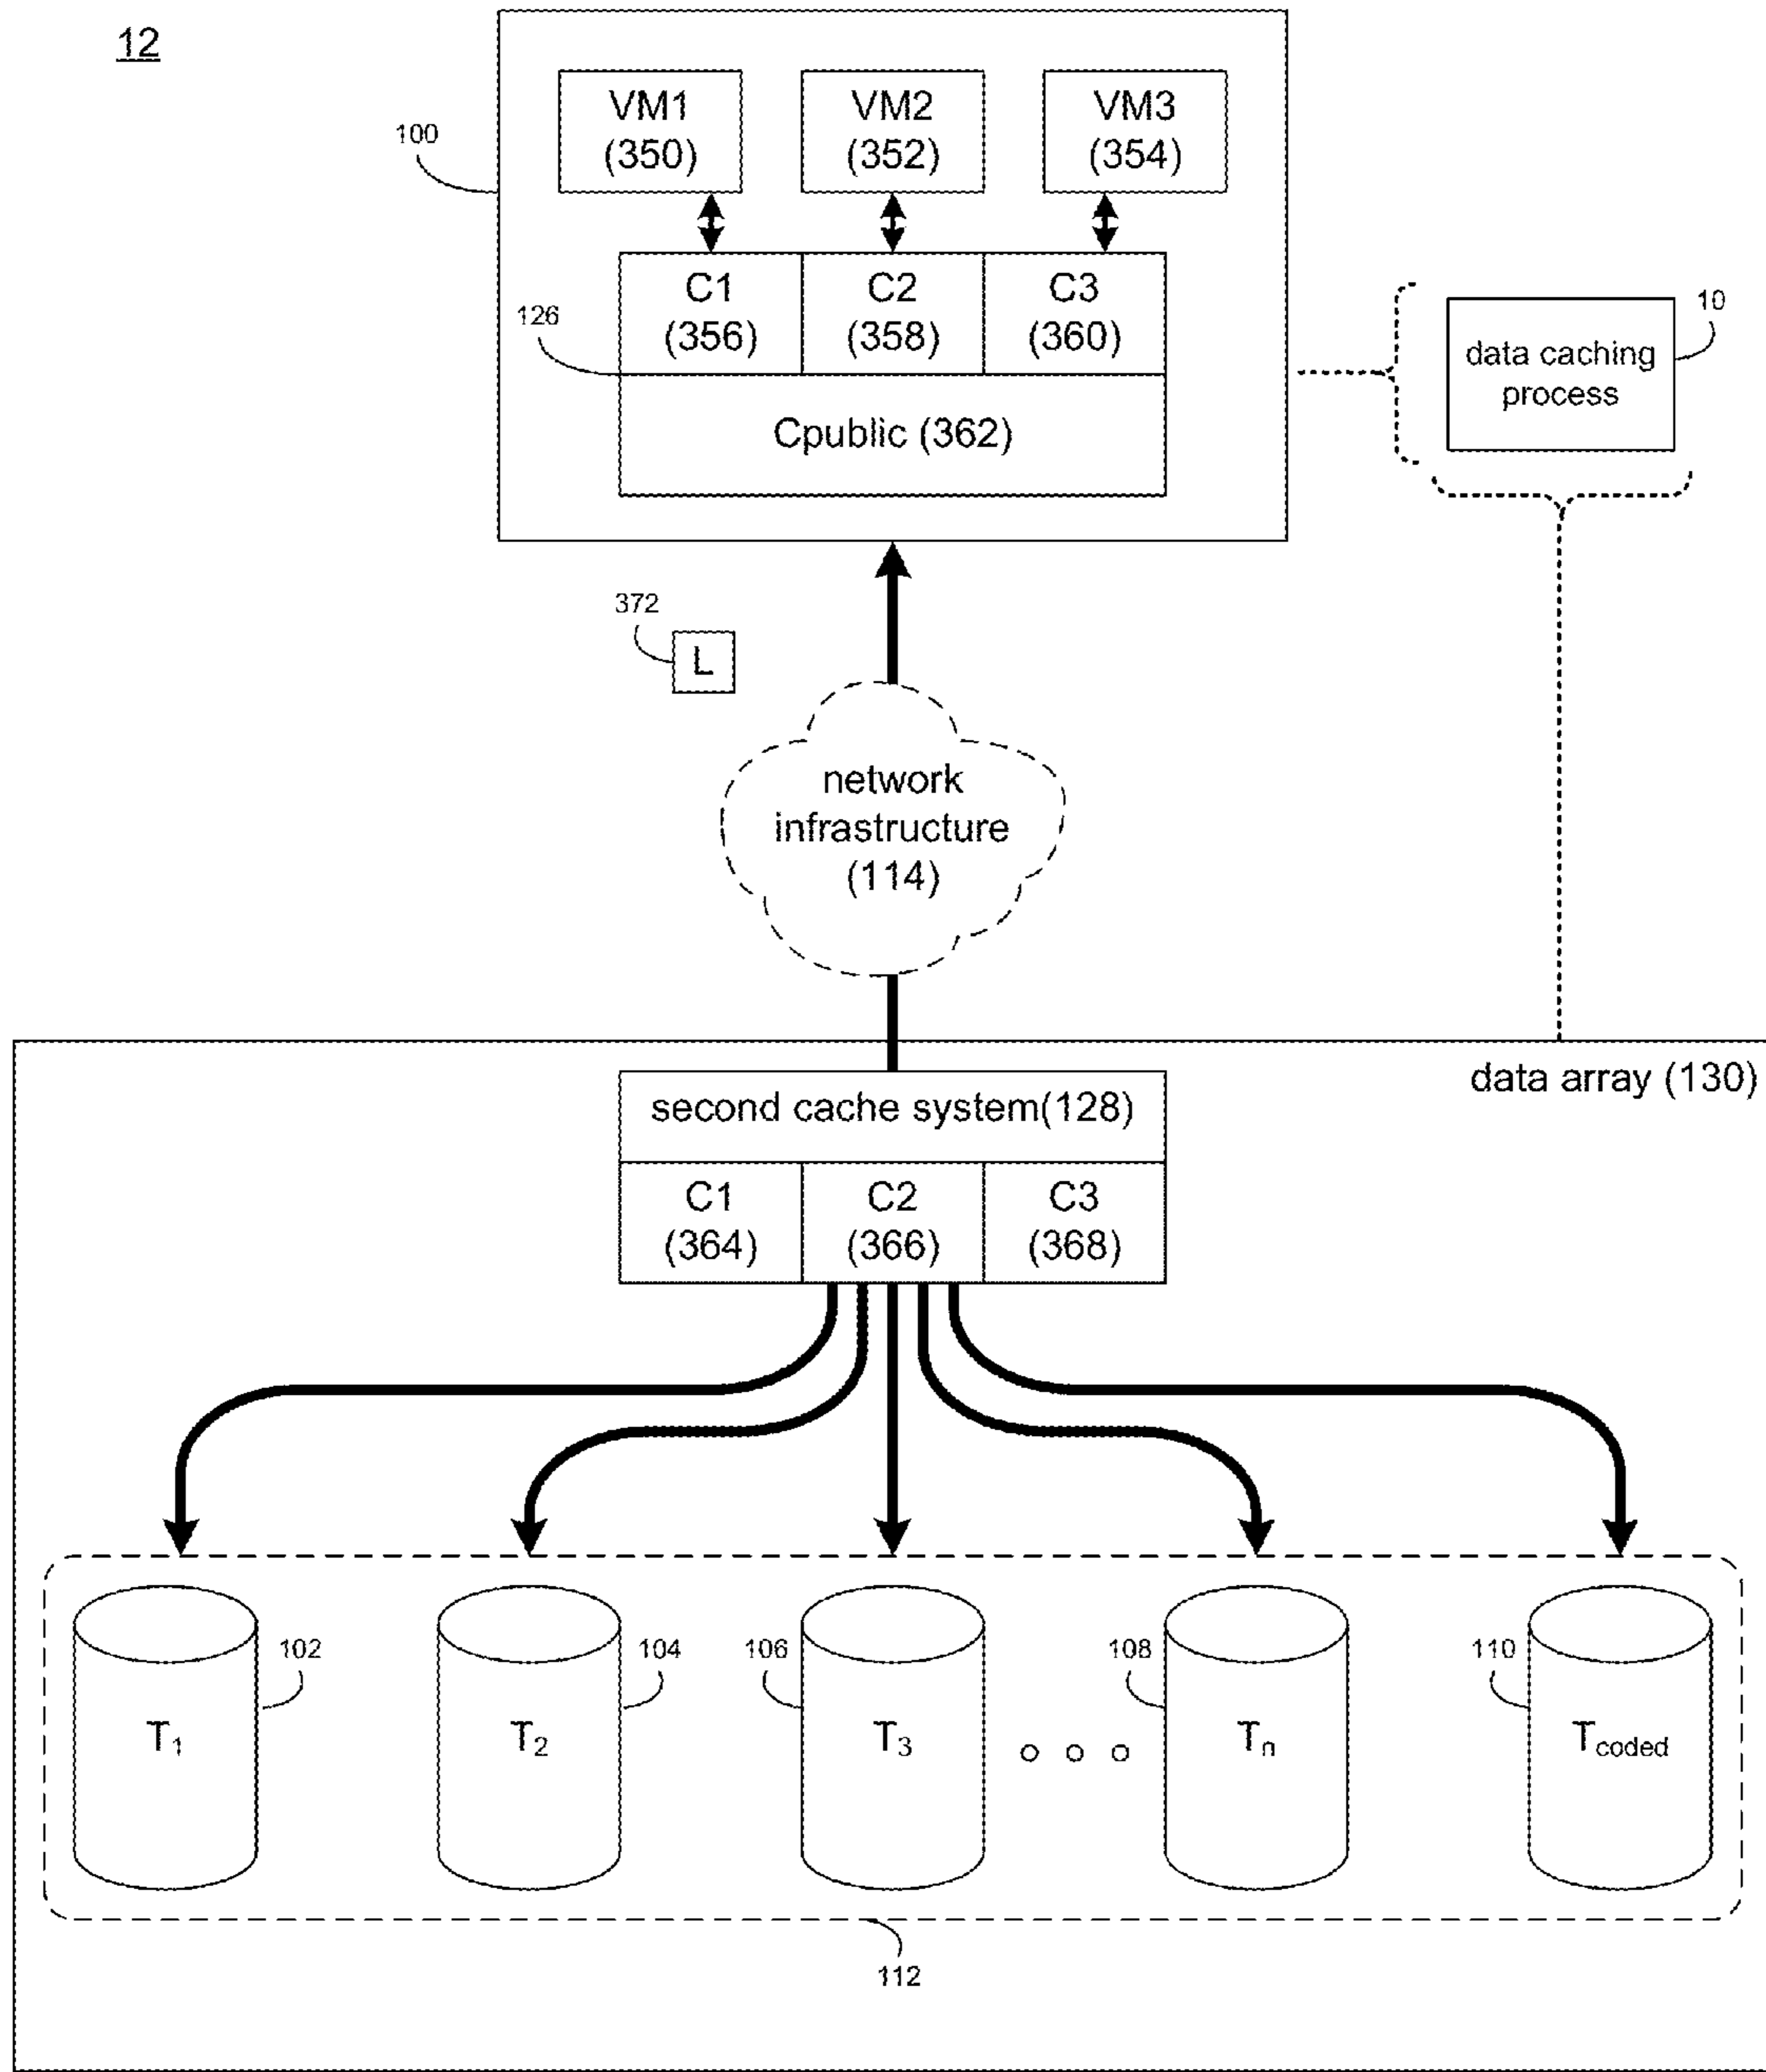 12
VM1
(350)
VM2
(352)
VM3
(354)
100
C1
(356)
C2
(358)
C3
(360)
126
Cpublic (362)
data caching
process
10
372
L
network
infrastructure
(114)
data array (130)
second cache system(128)
C1
(364)
C2
(366)
C3
(368)
102
104
106
108
110
T1
T2
T3
Tn
Tcoded
112